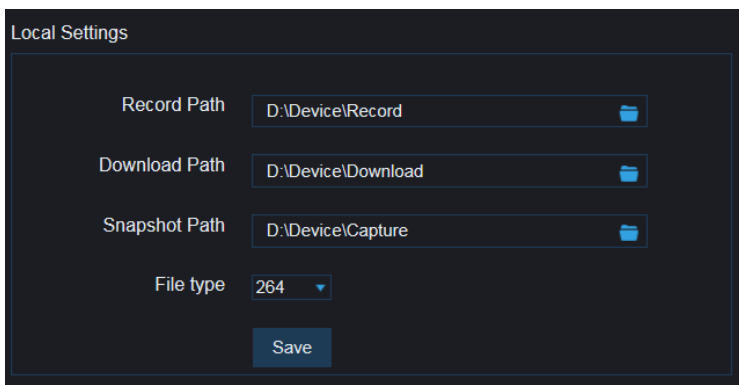 Local Settings
Record Path D:\Device\Record
Download Path D:\Device\Download
Snapshot Path D:\Device\Capture
File type 264
Save